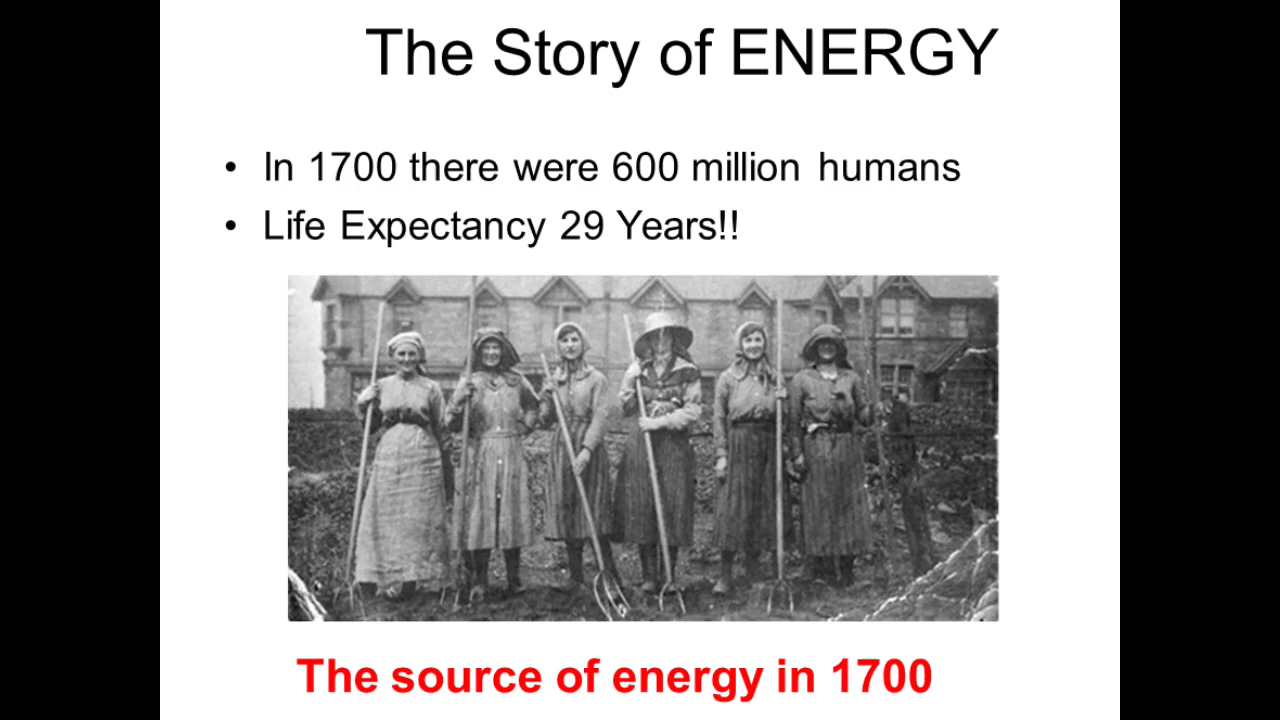 The Story of ENERGY
• In 1700 there were 600 million humans
• Life Expectancy 29 Years!!
The source of energy in 1700